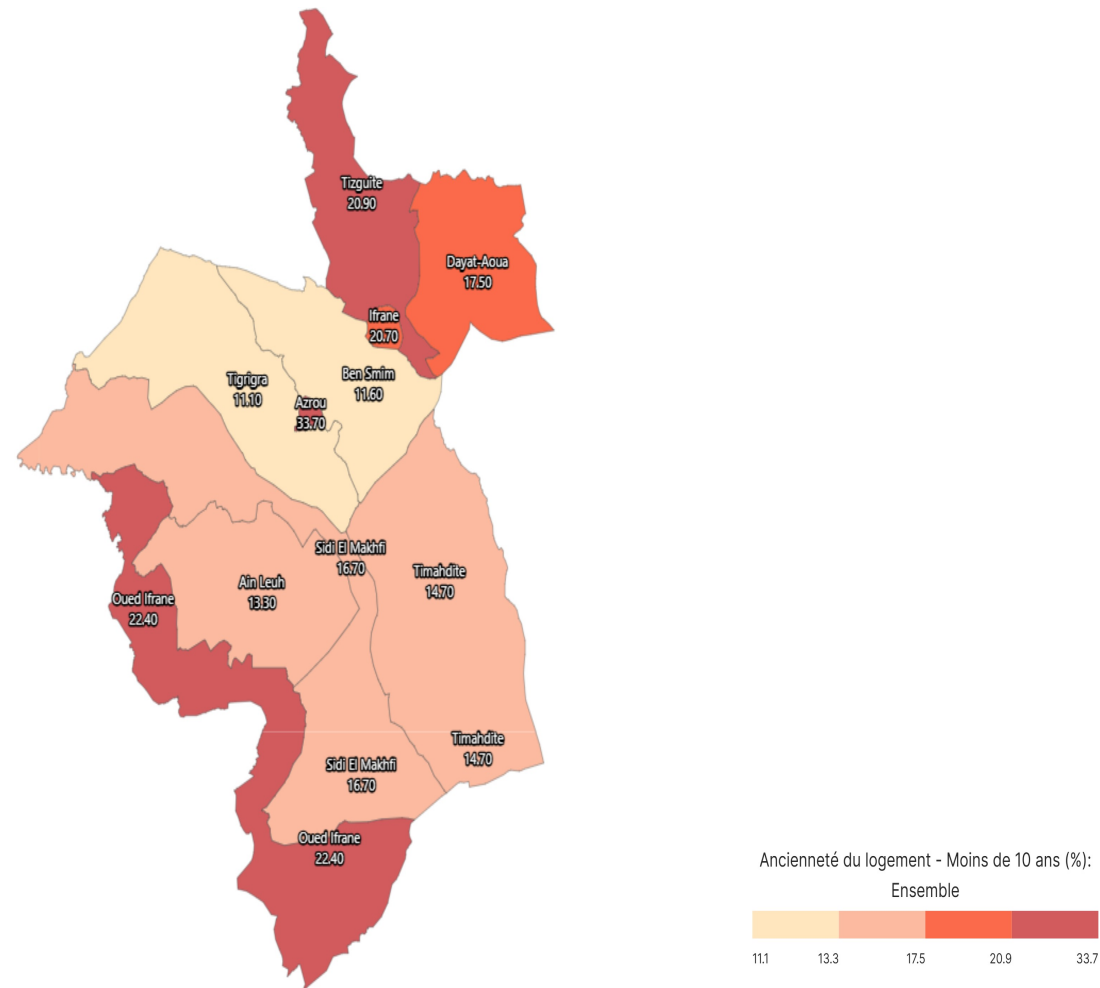 Tizguite
20.90
Dayat-Aoua
17.50
Ifrane
20.70
Ben Smim
11.60
Tigrigra
11.10
Azrou
33.70
Sidi El Makhfi
16.70
Timahdite
14.70
Ain Leuh
13.30
Oued Ifrane
22.40
Timahdite
14.70
Sidi El Makhfi
16.70
Oued Ifrane
22.40
Ancienneté du logement - Moins de 10 ans (%):
Ensemble
11.1 13.3 17.5 20.9 33.7